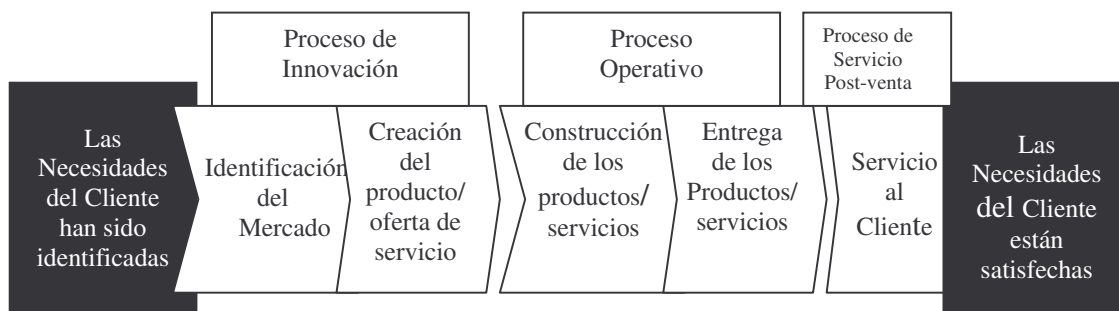 Proceso de
Innovación
Proceso
Operativo
Proceso de
Servicio
Post-venta
Las
Necesidades
del Cliente
han sido
identificadas
Identificación
del
Mercado
Creación
del
producto/
oferta de
servicio
Construcción
de los
productos/
servicios
Entrega
de los
Productos/
servicios
Servicio
al
Cliente
Las
Necesidades
del Cliente
están
satisfechas